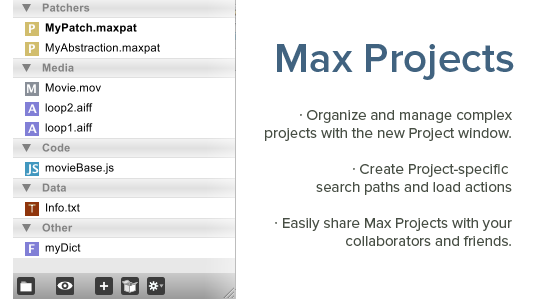 Patchers
P MyPatch.maxpat
P MyAbstraction.maxpat
Media
M Movie.mov
A loop2.aiff
A loop1.aiff
Code
JS movieBase.js
Data
T Info.txt
Other
F myDict
Max Projects
· Organize and manage complex
projects with the new Project window.
· Create Project-specific
search paths and load actions
· Easily share Max Projects with your
collaborators and friends.